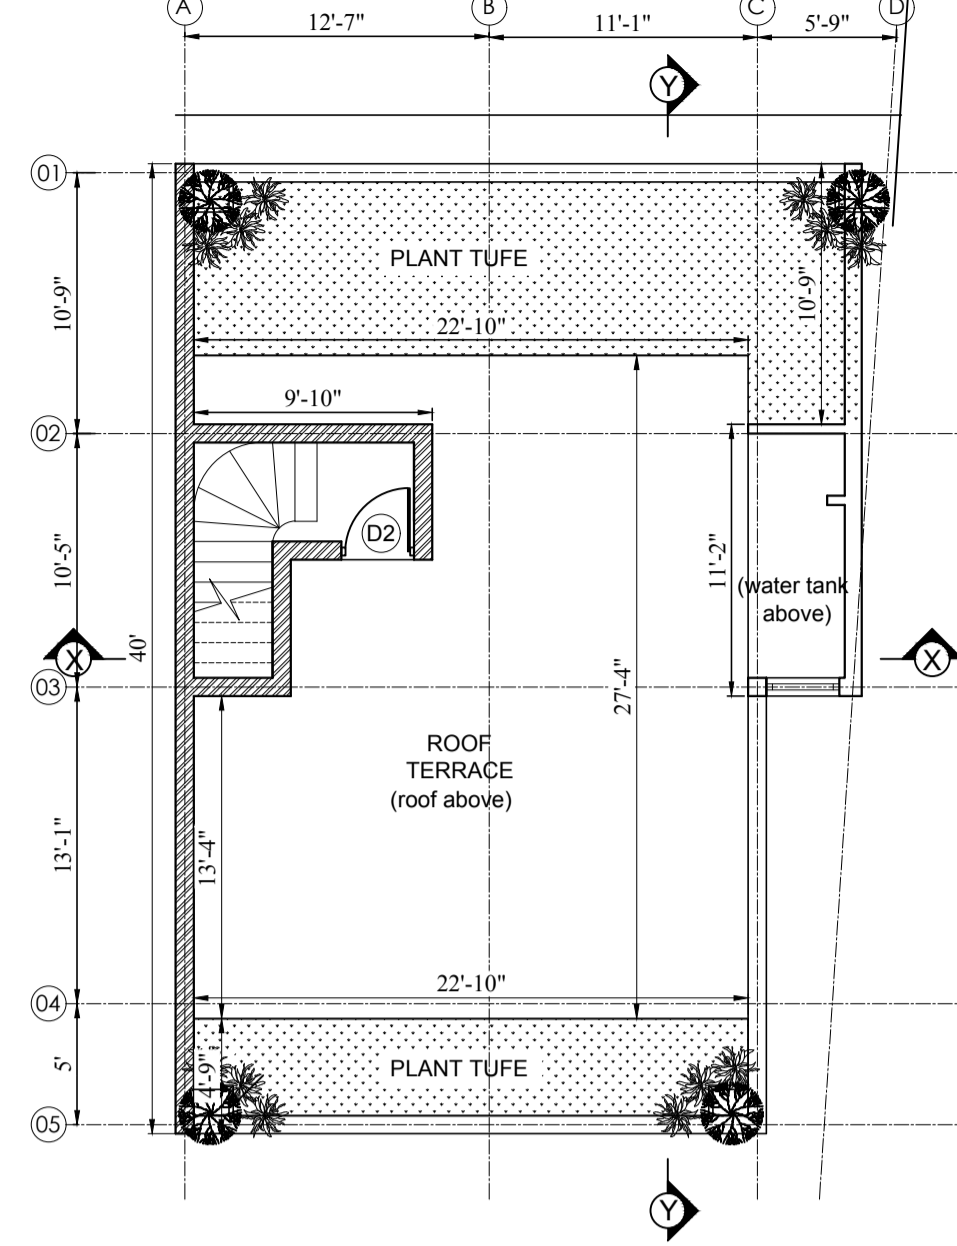 A B C D
12'-7" 11'-1" 5'-9"
Y
01
10'-9"
PLANT TUFE
10'-9"
22'-10"
9'-10"
02
10'-5"
D2
11'-2"
(water tank
above)
X
40'
X
03
27'-4"
ROOF
TERRACE
(roof above)
13'-1"
13'-4"
22'-10"
04
5'
4'-9"
PLANT TUFE
05
Y